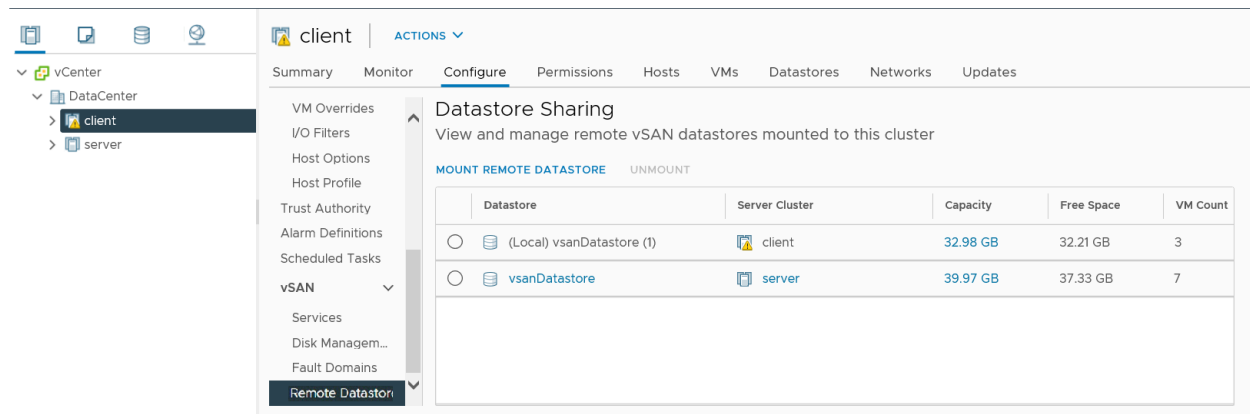 client
ACTIONS
Summary Monitor Configure Permissions Hosts VMs Datastores Networks Updates
vCenter
DataCenter
client
server
VM Overrides
I/O Filters
Host Options
Host Profile
Trust Authority
Alarm Definitions
Scheduled Tasks
vSAN
Services
Disk Managem...
Fault Domains
Remote Datastor
Datastore Sharing
View and manage remote vSAN datastores mounted to this cluster
MOUNT REMOTE DATASTORE UNMOUNT
Datastore Server Cluster Capacity Free Space VM Count
(Local) vsanDatastore (1) client 32.98 GB 32.21 GB 3
vsanDatastore server 39.97 GB 37.33 GB 7